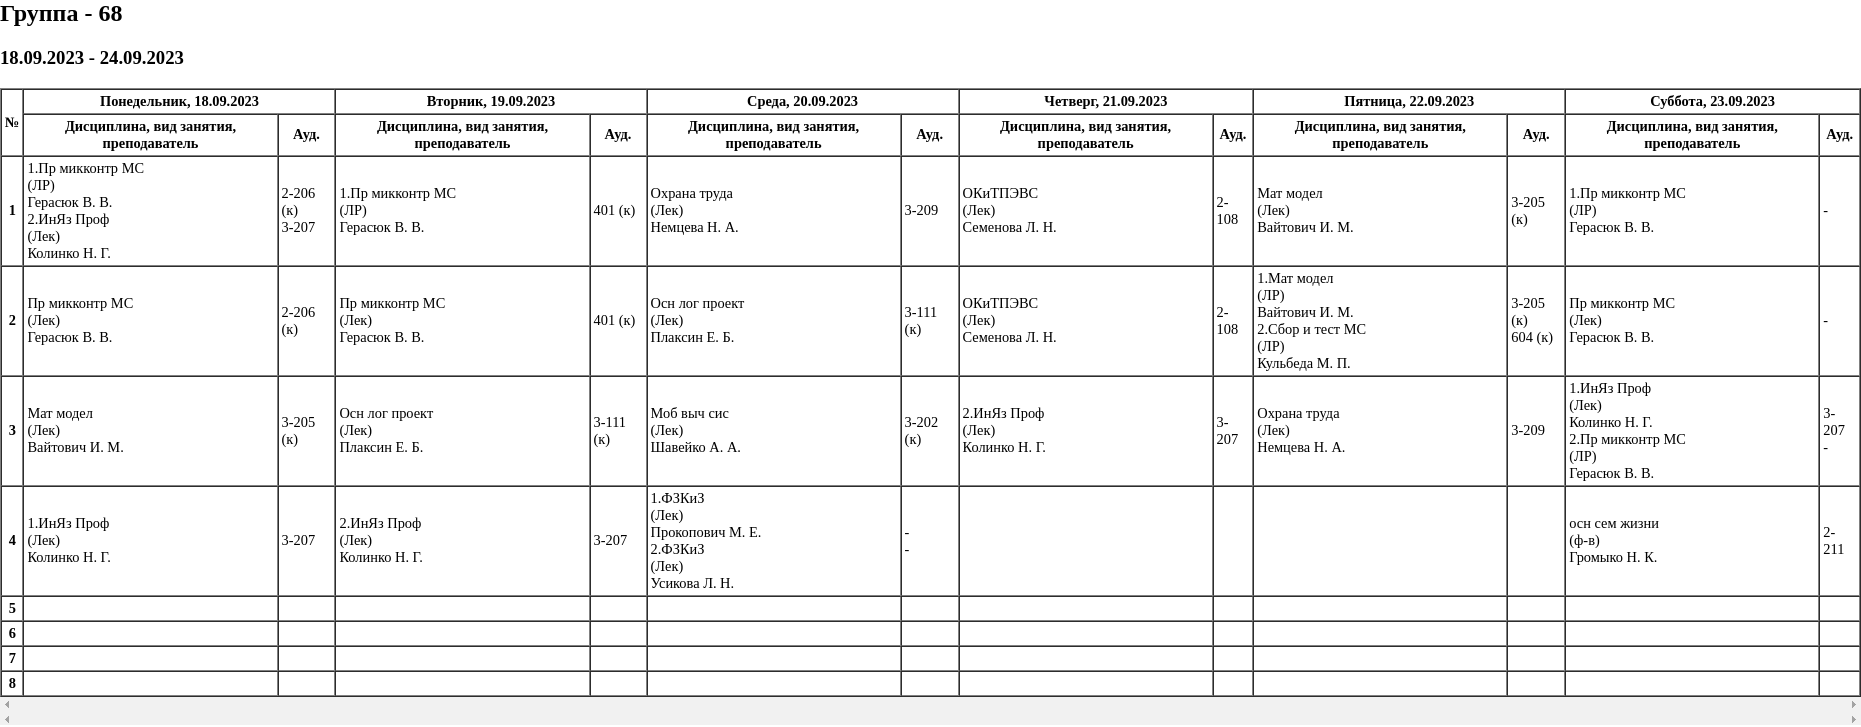 Группа - 68
18.09.2023 - 24.09.2023
№
Понедельник, 18.09.2023
Вторник, 19.09.2023
Среда, 20.09.2023
Четверг, 21.09.2023
Пятница, 22.09.2023
Суббота, 23.09.2023
Дисциплина, вид занятия,
преподаватель
Ауд.
Дисциплина, вид занятия,
преподаватель
Ауд.
Дисциплина, вид занятия,
преподаватель
Ауд.
Дисциплина, вид занятия,
преподаватель
Ауд.
Дисциплина, вид занятия,
преподаватель
Ауд.
Дисциплина, вид занятия,
преподаватель
Ауд.
1
1.Пр микконтр МС
(ЛР)
Герасюк В. В.
2.ИнЯз Проф
(Лек)
Колинко Н. Г.
2-206
(к)
3-207
1.Пр микконтр МС
(ЛР)
Герасюк В. В.
401 (к)
Охрана труда
(Лек)
Немцева Н. А.
3-209
ОКиТПЭВС
(Лек)
Семенова Л. Н.
2-
108
Мат модел
(Лек)
Вайтович И. М.
3-205
(к)
1.Пр микконтр МС
(ЛР)
Герасюк В. В.
-
2
Пр микконтр МС
(Лек)
Герасюк В. В.
2-206
(к)
Пр микконтр МС
(Лек)
Герасюк В. В.
401 (к)
Осн лог проект
(Лек)
Плаксин Е. Б.
3-111
(к)
ОКиТПЭВС
(Лек)
Семенова Л. Н.
2-
108
1.Мат модел
(ЛР)
Вайтович И. М.
2.Сбор и тест МС
(ЛР)
Кульбеда М. П.
3-205
(к)
604 (к)
Пр микконтр МС
(Лек)
Герасюк В. В.
-
3
Мат модел
(Лек)
Вайтович И. М.
3-205
(к)
Осн лог проект
(Лек)
Плаксин Е. Б.
3-111
(к)
Моб выч сис
(Лек)
Шавейко А. А.
3-202
(к)
2.ИнЯз Проф
(Лек)
Колинко Н. Г.
3-
207
Охрана труда
(Лек)
Немцева Н. А.
3-209
1.ИнЯз Проф
(Лек)
Колинко Н. Г.
2.Пр микконтр МС
(ЛР)
Герасюк В. В.
3-
207
-
4
1.ИнЯз Проф
(Лек)
Колинко Н. Г.
3-207
2.ИнЯз Проф
(Лек)
Колинко Н. Г.
3-207
1.ФЗКиЗ
(Лек)
Прокопович М. Е.
2.ФЗКиЗ
(Лек)
Усикова Л. Н.
-
-
осн сем жизни
(ф-в)
Громыко Н. К.
2-
211
5
6
7
8